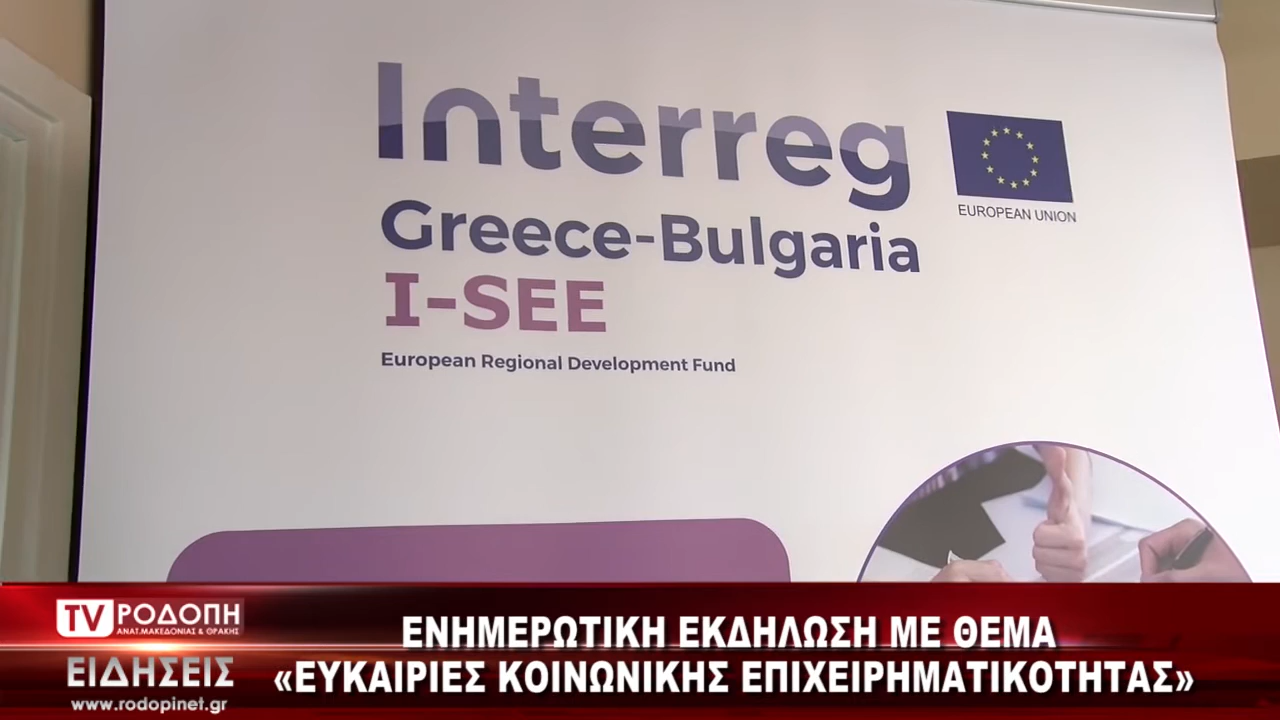 Interreg
EUROPEAN UNION
Greece-Bulgaria
I-SEE
European Regional Development Fund
TV ΡΟΔΟΠΗ
ΑΝΑΤ.ΜΑΚΕΔΟΝΙΑΣ & ΘΡΑΚΗΣ
ΕΙΔΗΣΕΙΣ
www.rodopinet.gr
ΕΝΗΜΕΡΩΤΙΚΗ ΕΚΔΗΛΩΣΗ ΜΕ ΘΕΜΑ
«ΕΥΚΑΙΡΙΕΣ ΚΟΙΝΩΝΙΚΗΣ ΕΠΙΧΕΙΡΗΜΑΤΙΚΟΤΗΤΑΣ»